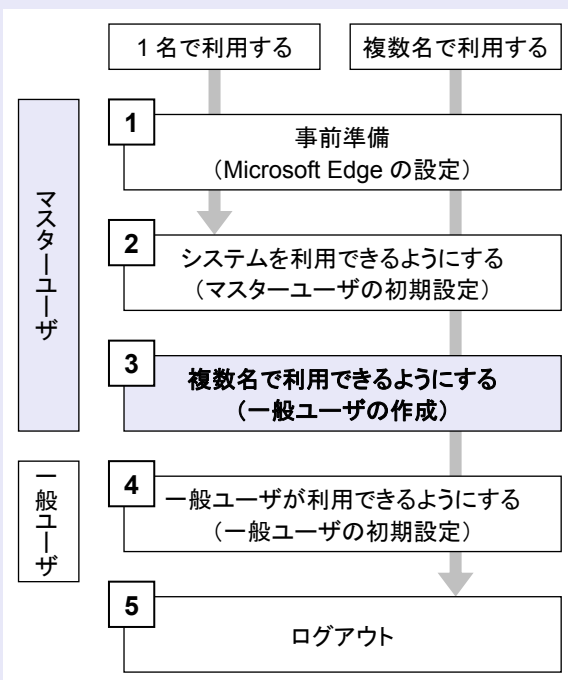 1名で利用する
複数名で利用する
マスターユーザ
1
事前準備
（Microsoft Edge の設定）
2
システムを利用できるようにする
（マスターユーザの初期設定）
3
複数名で利用できるようにする
（一般ユーザの作成）
一般ユーザ
4
一般ユーザが利用できるようにする
（一般ユーザの初期設定）
5
ログアウト